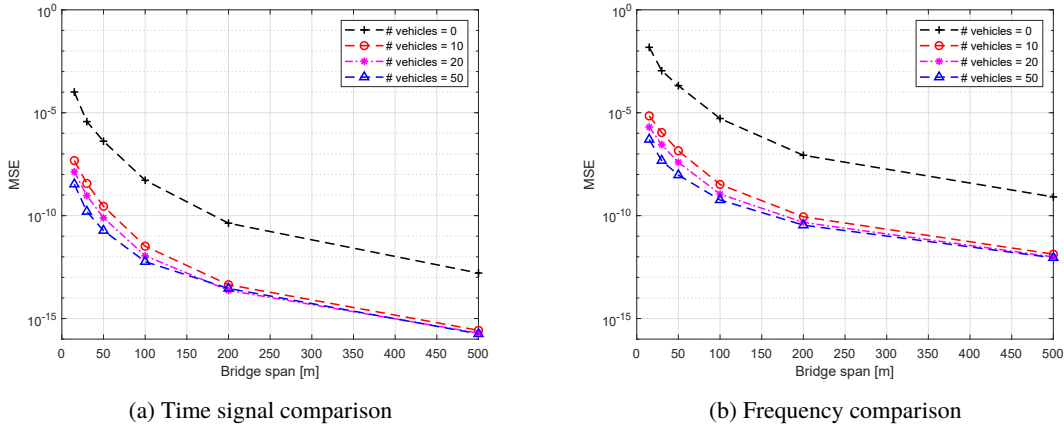 10^0
10^-5
10^-10
10^-15
MSE
0 50 100 150 200 250 300 350 400 450 500
Bridge span [m]
# vehicles = 0
# vehicles = 10
# vehicles = 20
# vehicles = 50
(a) Time signal comparison
10^0
10^-5
10^-10
10^-15
MSE
0 50 100 150 200 250 300 350 400 450 500
Bridge span [m]
# vehicles = 0
# vehicles = 10
# vehicles = 20
# vehicles = 50
(b) Frequency comparison